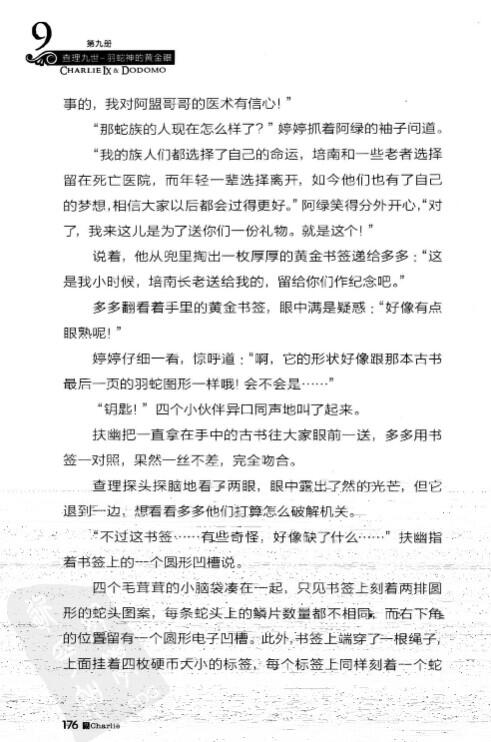 9
第九册
查理九世-羽蛇神的黄金眼
CHARLIE IX & DODOMO
事的，我对阿盟哥哥的医术有信心！”
“那蛇族的人现在怎么样了？”婷婷抓着阿绿的袖子问道。
“我的族人们都选择了自己的命运，培南和一些老者选择
留在死亡医院，而年轻一辈选择离开，如今他们也有了自己
的梦想，相信大家以后都会过得更好。”阿绿笑得分外开心，“对
了，我来这儿是为了送你们一份礼物。就是这个！”
说着，他从兜里掏出一枚厚厚的黄金书签递给多多：“这
是我小时候，培南长老送给我的，留给你们作纪念吧。”
多多翻看着手里的黄金书签，眼中满是疑惑：“好像有点
眼熟呢！”
婷婷仔细一看，惊呼道：“啊，它的形状好像跟那本古书
最后一页的羽蛇图形一样哦！会不会是……”
“钥匙！”四个小伙伴异口同声地叫了起来。
扶幽把一直拿在手中的古书往大家眼前一送，多多用书
签一对照，果然一丝不差，完全吻合。
查理探头探脑地看了两眼，眼中露出了然的光芒，但它
退到一边，想看看多多他们打算怎么破解机关。
“不过这书签……有些奇怪，好像缺了什么……”扶幽指
着书签上的一个圆形凹槽说。
四个毛茸茸的小脑袋凑在一起，只见书签上刻着两排圆
形的蛇头图案，每条蛇头上的鳞片数量都不相同，而右下角
的位置留有一个圆形电子凹槽。此外，书签上端穿了一根绳子，
上面挂着四枚硬币大小的标签，每个标签上同样刻着一个蛇
176 Charlie